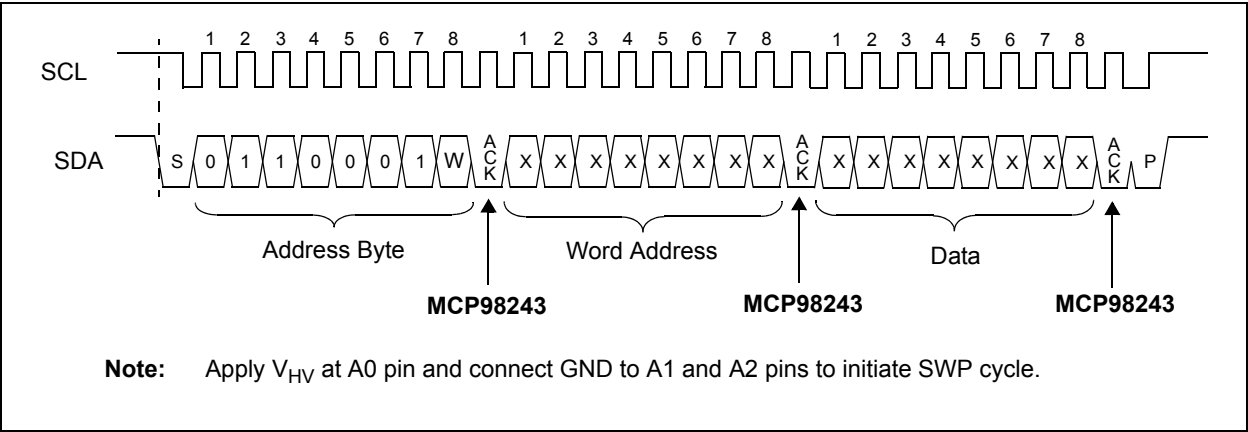 1 2 3 4 5 6 7 8 1 2 3 4 5 6 7 8 1 2 3 4 5 6 7 8
SCL
SDA S 0 1 1 0 0 0 1 W ACK X X X X X X X X ACK X X X X X X X X ACK P
Address Byte Word Address Data
MCP98243 MCP98243 MCP98243
Note: Apply VHV at A0 pin and connect GND to A1 and A2 pins to initiate SWP cycle.